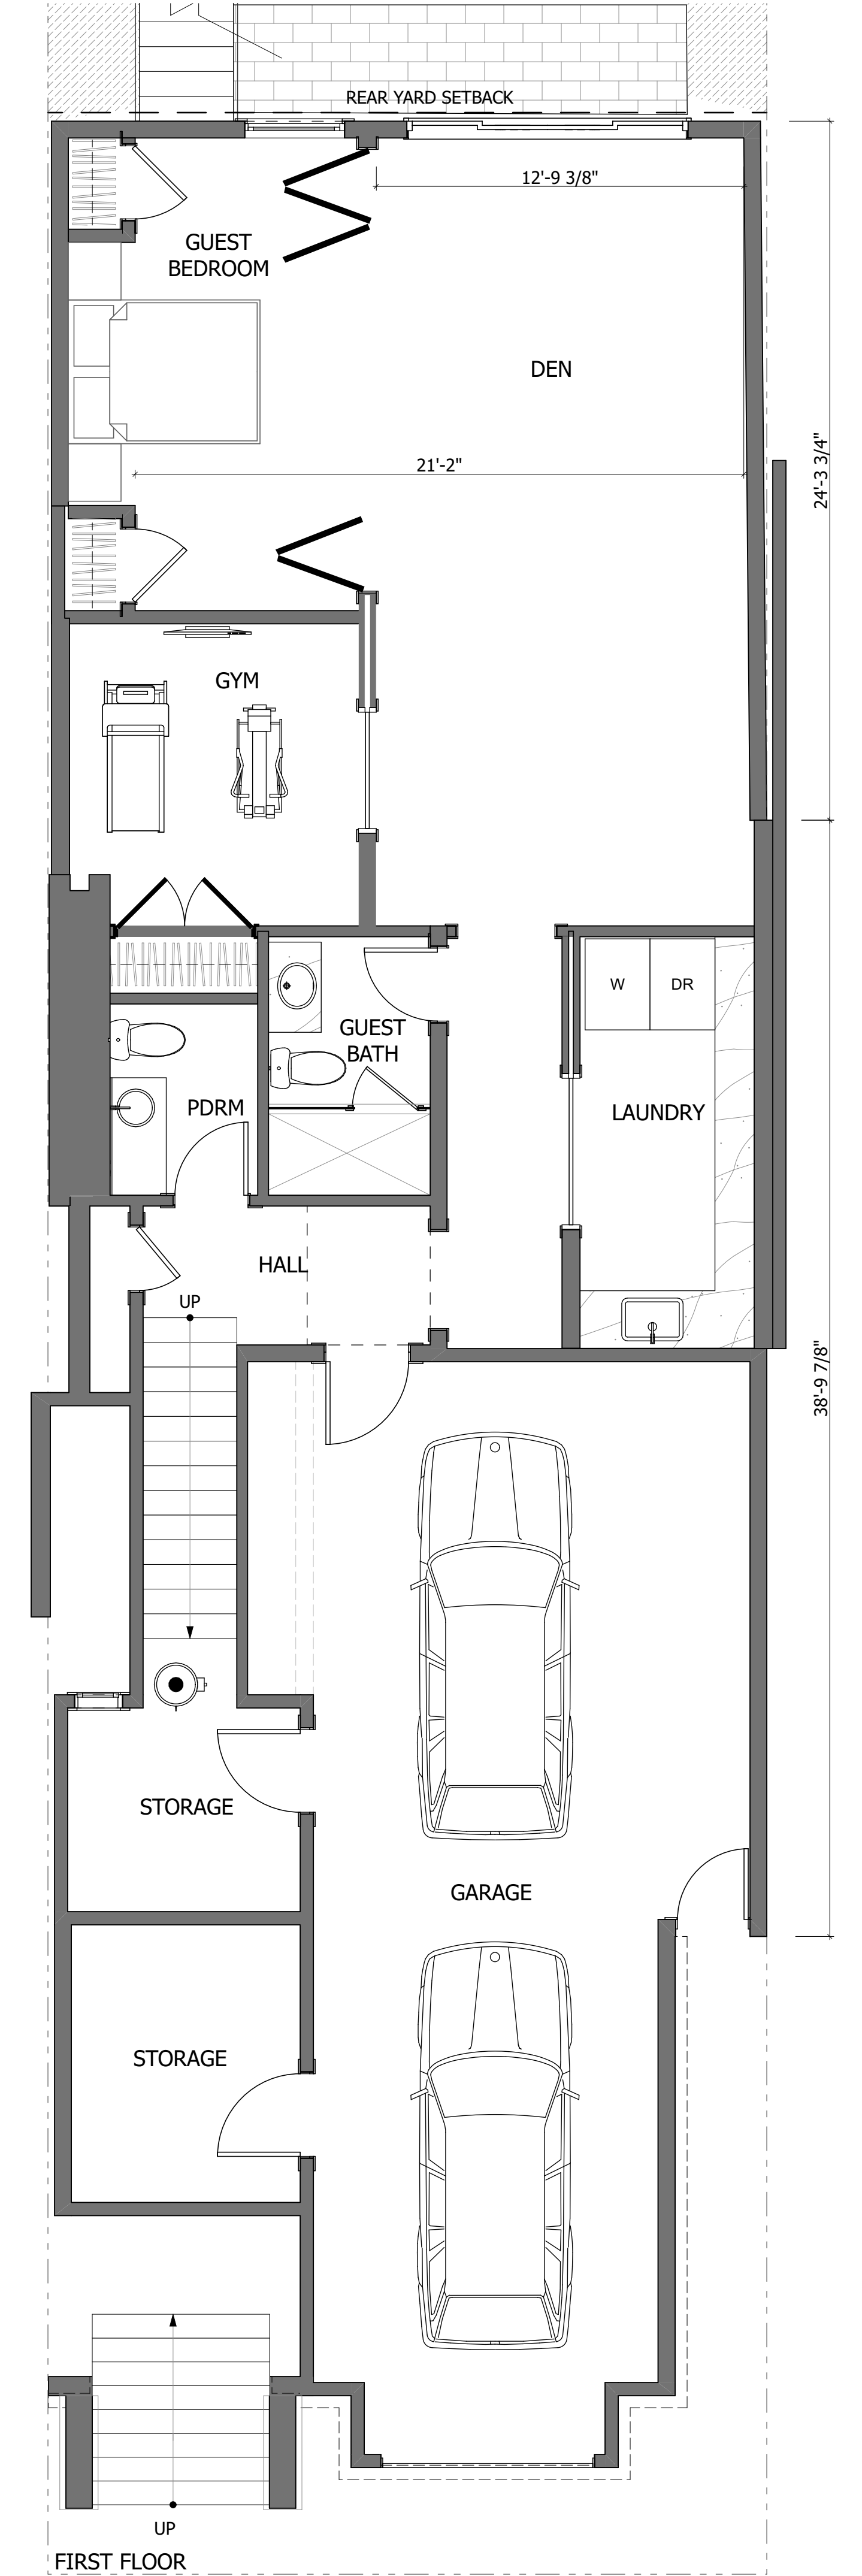 REAR YARD SETBACK
12'-9 3/8"
GUEST
BEDROOM
DEN
21'-2"
24'-3 3/4"
GYM
W
DR
GUEST
BATH
PDRM
LAUNDRY
HALL
UP
38'-9 7/8"
STORAGE
GARAGE
STORAGE
UP
FIRST FLOOR